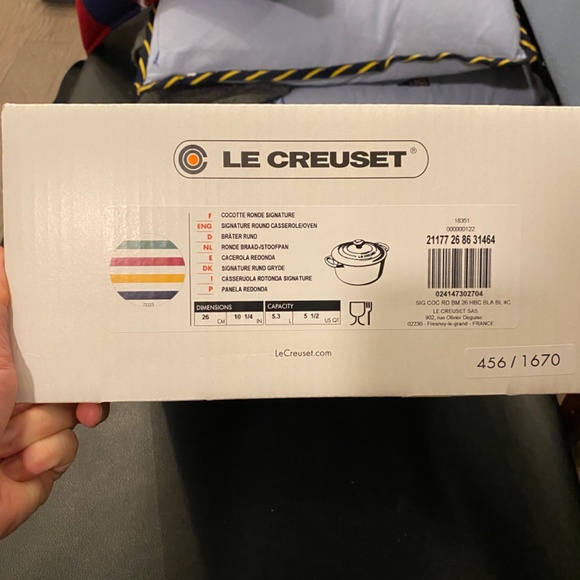 LE CREUSET®
F COCOTTE RONDE SIGNATURE
ENG SIGNATURE ROUND CASSEROLE/OVEN
D BRÄTER RUND
NL RONDE BRAAD-/STOOFPAN
E CACEROLA REDONDA
DK SIGNATURE RUND GRYDE
I CASSERUOLA ROTONDA SIGNATURE
P PANELA REDONDA
DIMENSIONS CAPACITY
26 CM 10 1/4 IN 5.3 L 5 1/2 US QT
18351
000000122
21177 26 86 31464
024147302704
SIG COC RD BM 26 HBC BLA BL 4C
LE CREUSET SAS
902, rue Olivier Deguise
02230 - Fresnoy-le-grand - FRANCE
LeCreuset.com
456 / 1670